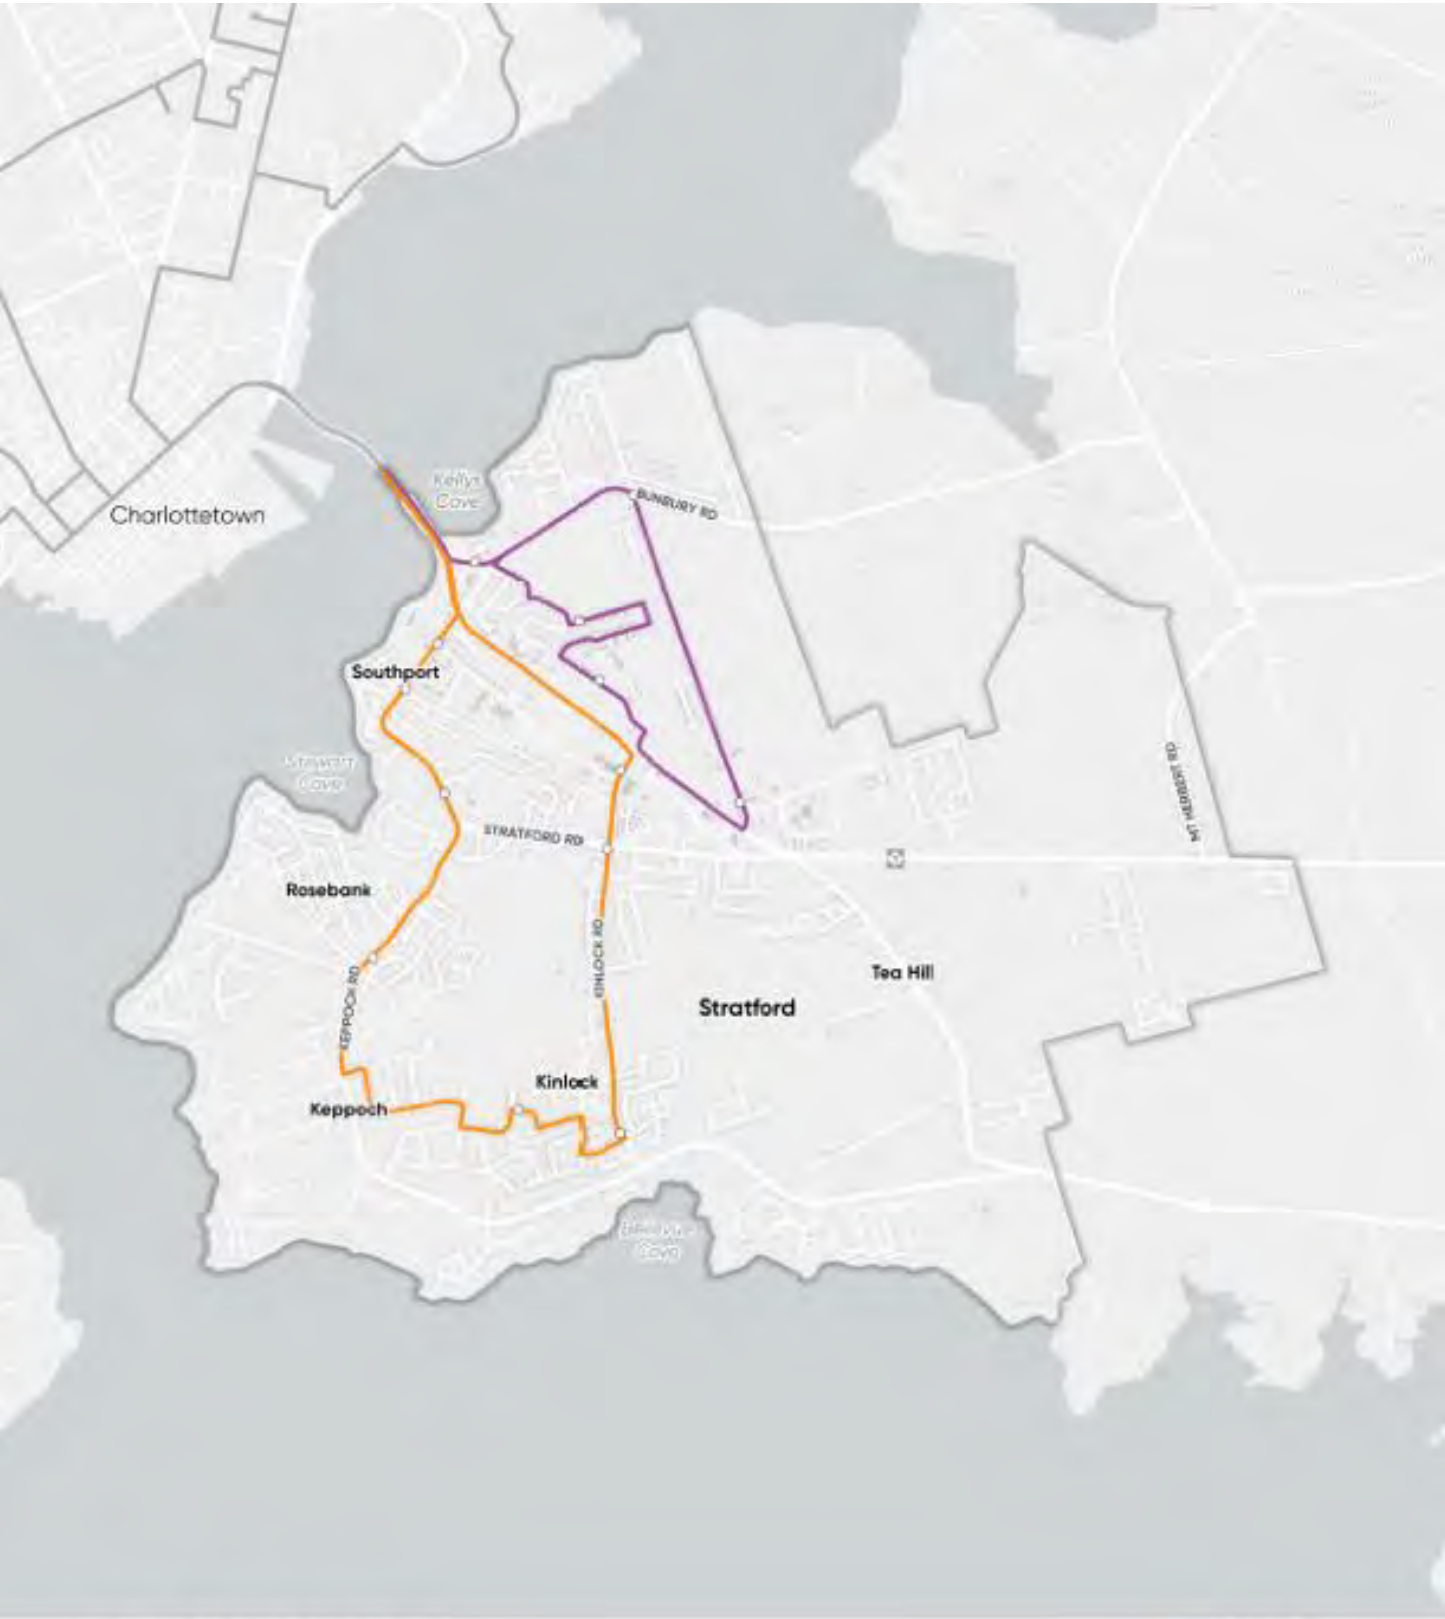 Kellys
Cove
BUNBURY RD
Charlottetown
Southport
Stewart
Cove
MT HERBERT RD
STRATFORD RD
Rosebank
KINLOCK RD
KEPPOCH RD
Tea Hill
Stratford
Kinlock
Keppoch
Cove